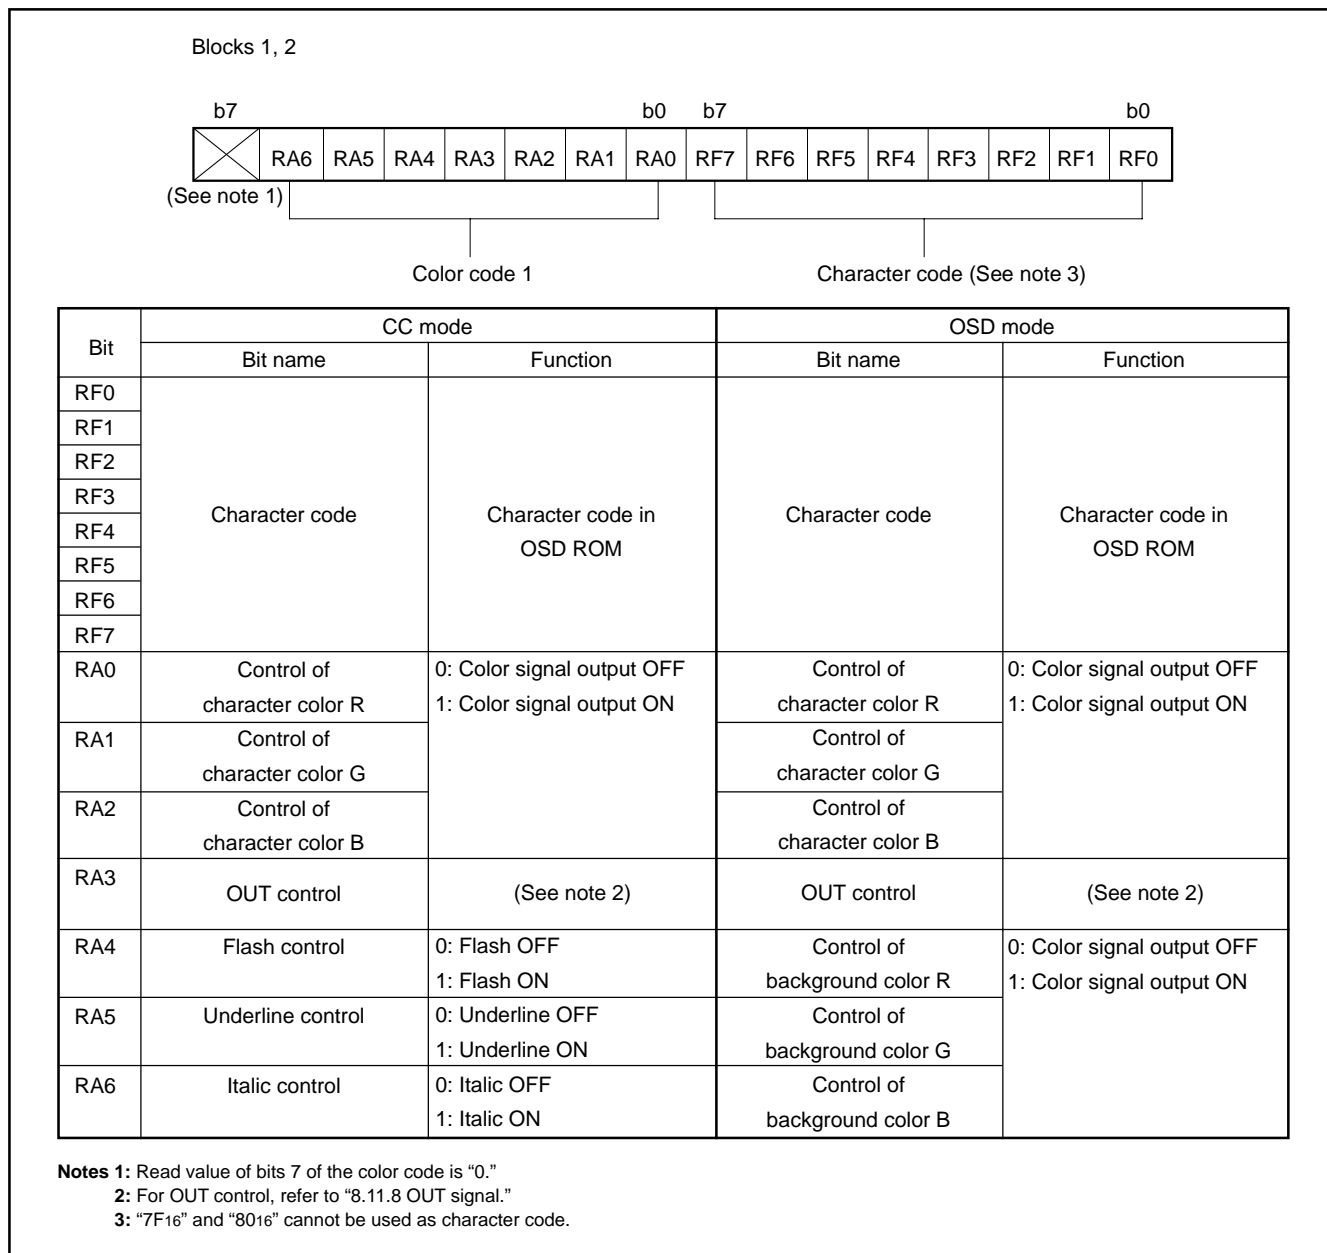 Blocks 1, 2
b7 b0 b7 b0
RA6 RA5 RA4 RA3 RA2 RA1 RA0 RF7 RF6 RF5 RF4 RF3 RF2 RF1 RF0
(See note 1)
Color code 1 Character code (See note 3)
Bit CC mode OSD mode
Bit name Function Bit name Function
RF0
RF1
RF2
RF3
RF4
RF5
RF6
RF7
Character code Character code in Character code Character code in
OSD ROM OSD ROM
RA0 Control of 0: Color signal output OFF Control of 0: Color signal output OFF
character color R 1: Color signal output ON character color R 1: Color signal output ON
RA1 Control of Control of
character color G character color G
RA2 Control of Control of
character color B character color B
RA3 OUT control (See note 2) OUT control (See note 2)
RA4 Flash control 0: Flash OFF Control of 0: Color signal output OFF
1: Flash ON background color R 1: Color signal output ON
RA5 Underline control 0: Underline OFF Control of
1: Underline ON background color G
RA6 Italic control 0: Italic OFF Control of
1: Italic ON background color B
Notes 1: Read value of bits 7 of the color code is “0.”
2: For OUT control, refer to “8.11.8 OUT signal.”
3: “7F16” and “8016” cannot be used as character code.